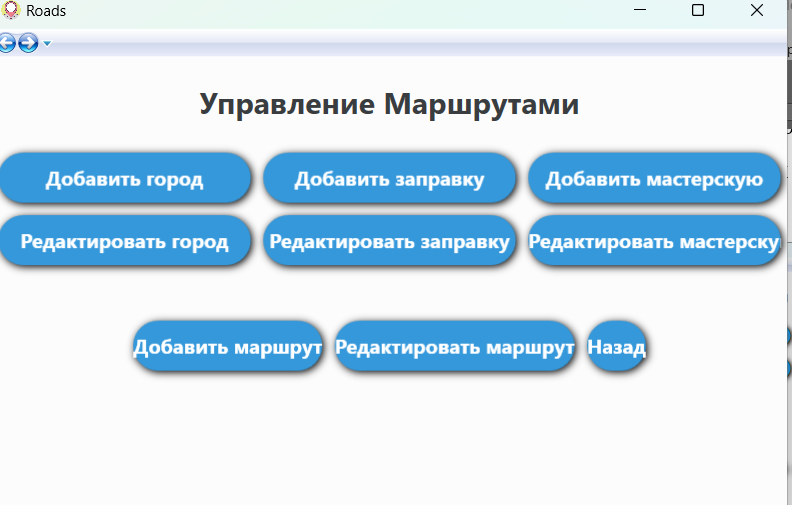 Roads
Управление Маршрутами
Добавить город Добавить заправку Добавить мастерскую
Редактировать город Редактировать заправку Редактировать мастерску
Добавить маршрут Редактировать маршрут Назад